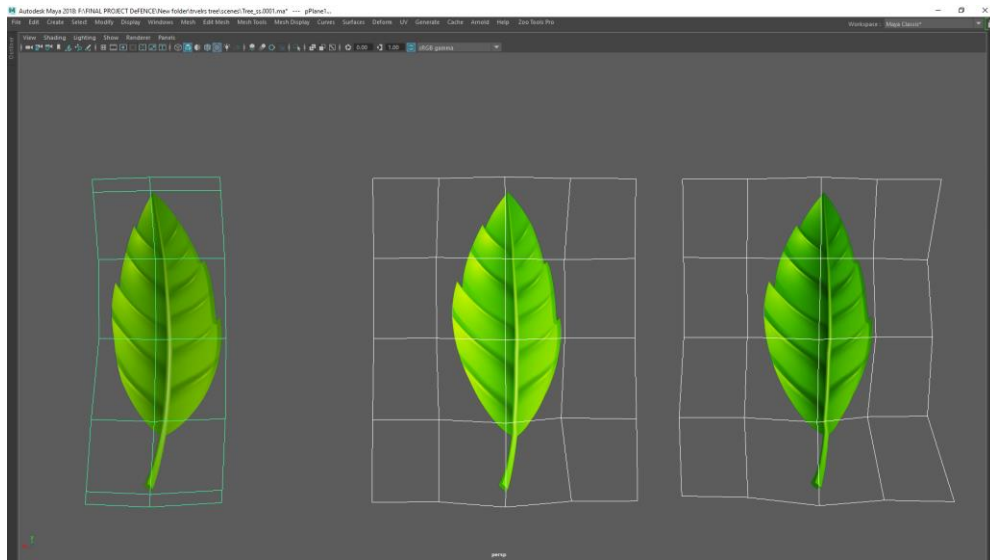 Autodesk Maya 2018: F:\FINAL PROJECT DeFENCE\New folder\trvelrs tree\scenes\Tree_ss.0001.ma* --- pPlane1...
File Edit Create Select Modify Display Windows Mesh Edit Mesh Mesh Tools Mesh Display Curves Surfaces Deform UV Generate Cache Arnold Help Zoo Tools Pro
Workspace: Maya Classic*
View Shading Lighting Show Renderer Panels
0.00 1.00 sRGB gamma
persp